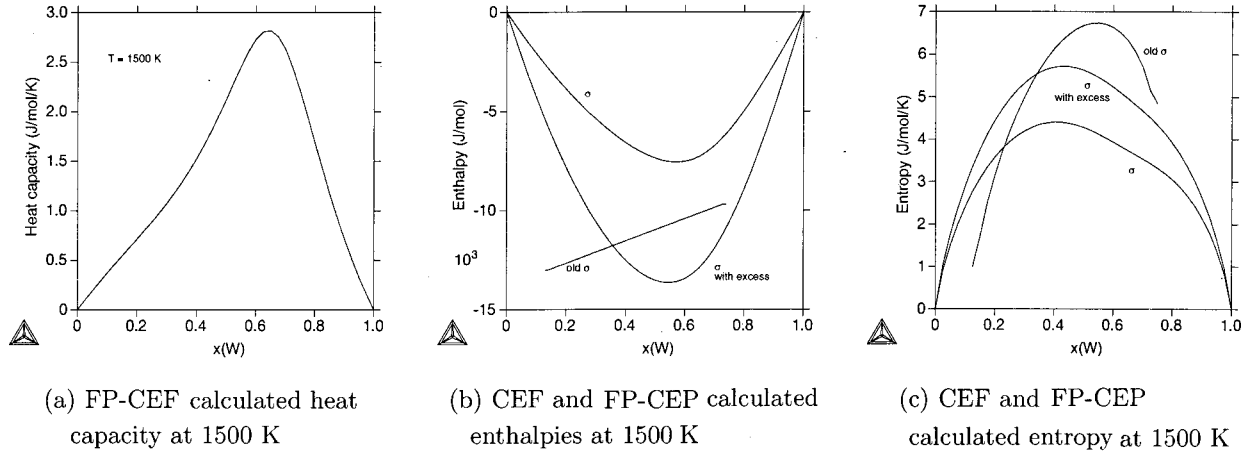 3.0
2.5
2.0
1.5
1.0
0.5
0
T = 1500 K
Heat capacity (J/mol/K)
0 0.2 0.4 0.6 0.8 1.0
x(W)
(a) FP-CEF calculated heat
capacity at 1500 K
0
-5
-10
10³
-15
Enthalpy (J/mol)
σ
old σ
σ
with excess
0 0.2 0.4 0.6 0.8 1.0
x(W)
(b) CEF and FP-CEP calculated
enthalpies at 1500 K
7
6
5
4
3
2
1
0
Entropy (J/mol/K)
old σ
σ
with excess
σ
0 0.2 0.4 0.6 0.8 1.0
x(W)
(c) CEF and FP-CEP
calculated entropy at 1500 K